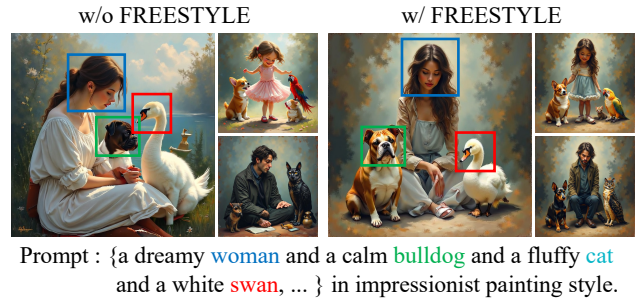 w/o FREESTYLE
w/ FREESTYLE
Prompt : {a dreamy woman and a calm bulldog and a fluffy cat
and a white swan, ... } in impressionist painting style.